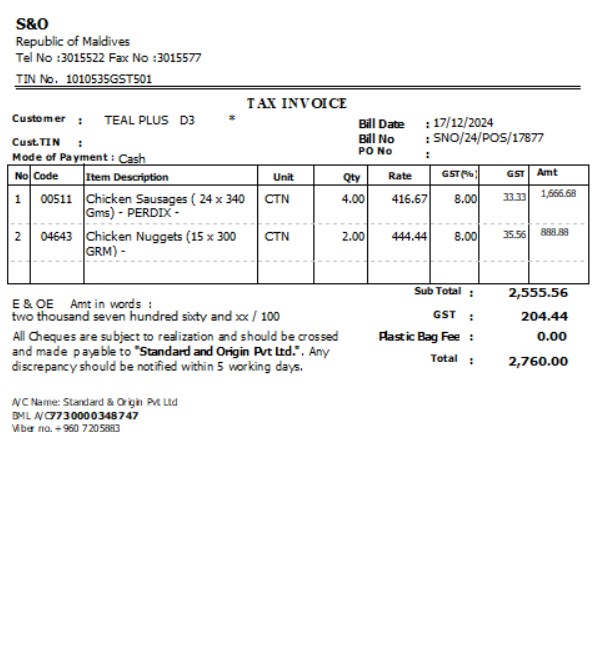 S&O
Republic of Maldives
Tel No :3015522 Fax No :3015577
TIN No. 1010535GST501
TAX INVOICE
Customer : TEAL PLUS D3 *
Bill Date : 17/12/2024
Cust.TIN :
Bill No : SNO/24/POS/17877
Mode of Payment : Cash
PO No :
No Code Item Description Unit Qty Rate GST(%) GST Amt
1 00511 Chicken Sausages ( 24 x 340 CTN 4.00 416.67 8.00 33.33 1,666.68
Gms) - PERDIX -
2 04643 Chicken Nuggets (15 x 300 CTN 2.00 444.44 8.00 35.56 888.88
GRM) -
Sub Total : 2,555.56
E & OE Amt in words :
two thousand seven hundred sixty and xx / 100
GST : 204.44
All Cheques are subject to realization and should be crossed
and made payable to "Standard and Origin Pvt Ltd.". Any
discrepancy should be notified within 5 working days.
Plastic Bag Fee : 0.00
Total : 2,760.00
A/C Name: Standard & Origin Pvt Ltd
BML A/C7730000348747
Viber no. +960 7205883